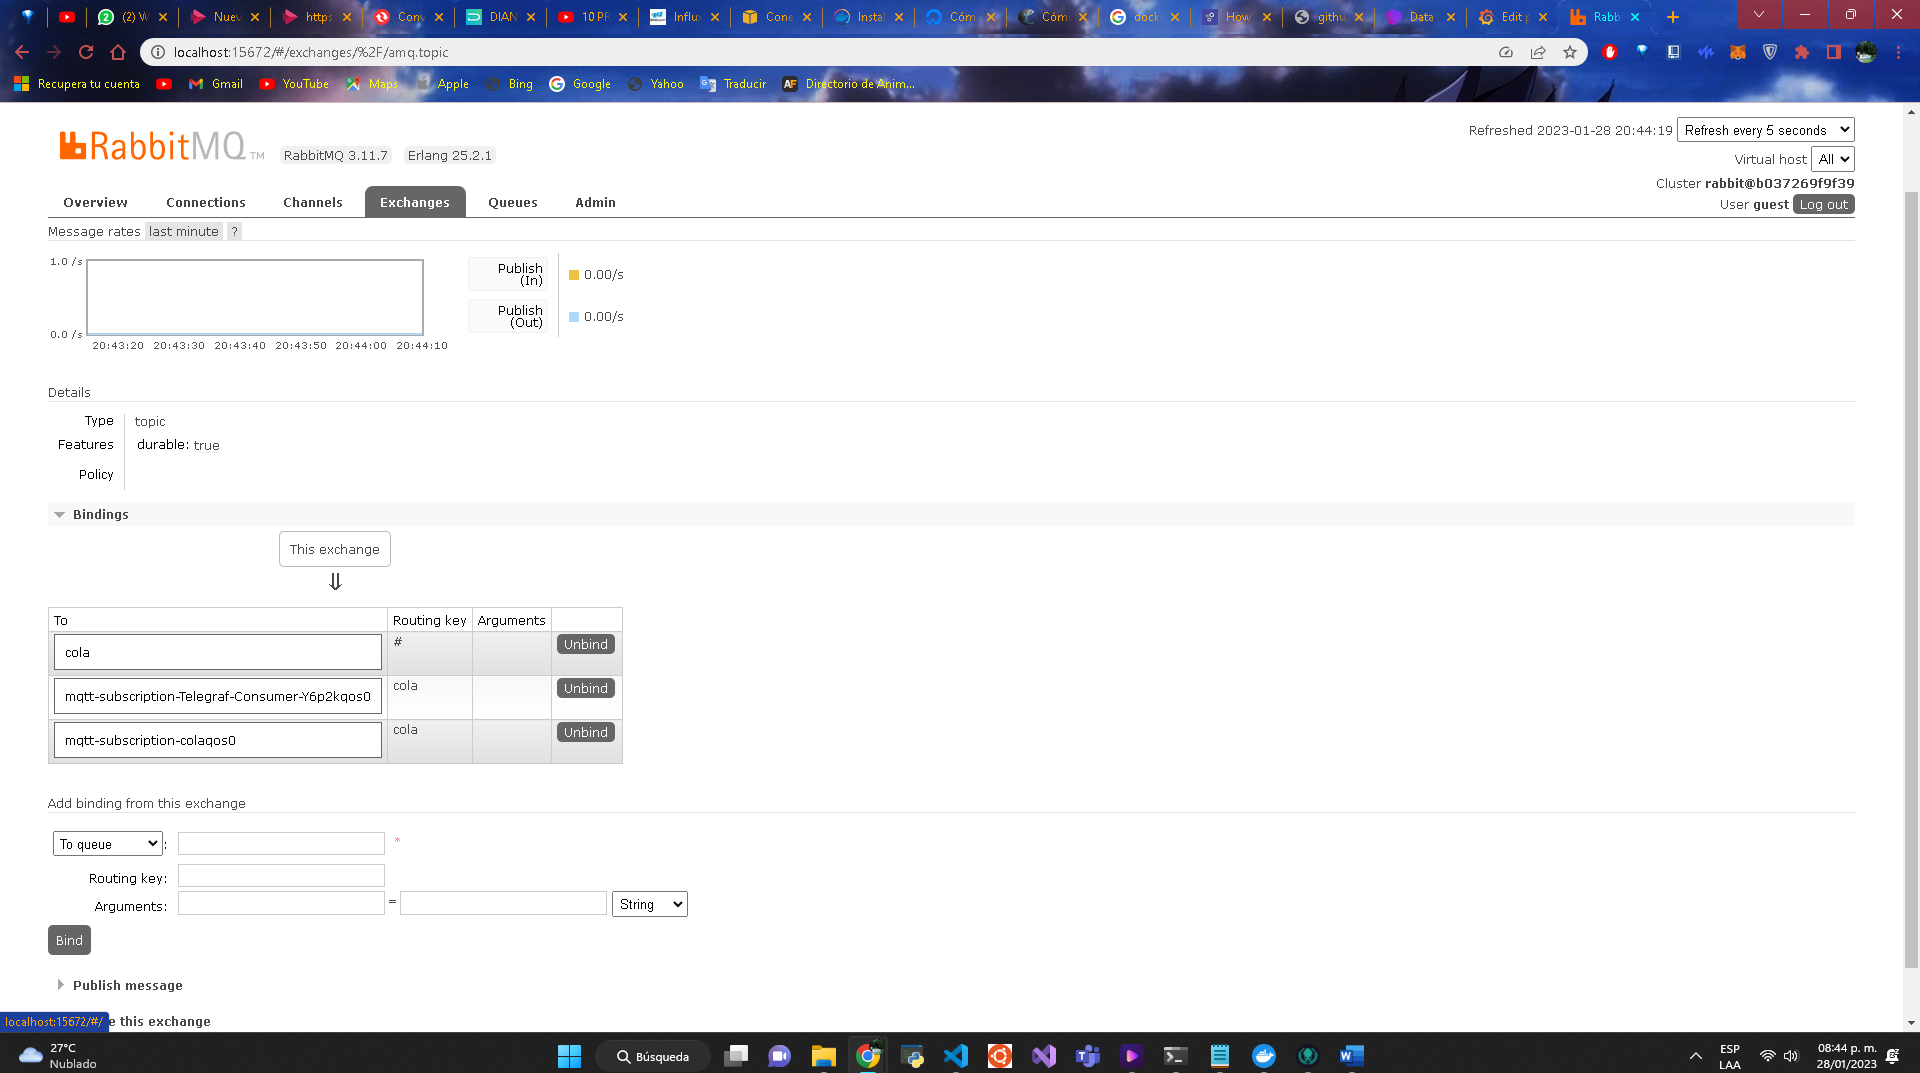 (2) W
Nuev
https
Conv
DIAN
10 PF
Influx
Cone
Instal
Cóm
Cóm
dock
How
githu
Data
Edit p
Rabb
localhost:15672/#/exchanges/%2F/amq.topic
Recupera tu cuenta
Gmail
YouTube
Maps
Apple
Bing
Google
Yahoo
Traducir
AF
Directorio de Anim...
RabbitMQ TM
RabbitMQ 3.11.7
Erlang 25.2.1
Refreshed 2023-01-28 20:44:19
Refresh every 5 seconds
Virtual host
All
Cluster rabbit@b037269f9f39
User guest
Log out
Overview
Connections
Channels
Exchanges
Queues
Admin
Message rates last minute ?
1.0 /s
0.0 /s
20:43:20 20:43:30 20:43:40 20:43:50 20:44:00 20:44:10
Publish
(In)
0.00/s
Publish
(Out)
0.00/s
Details
Type topic
Features durable: true
Policy
Bindings
This exchange
⇓
To Routing key Arguments
cola # Unbind
mqtt-subscription-Telegraf-Consumer-Y6p2kqos0 cola Unbind
mqtt-subscription-colaqos0 cola Unbind
Add binding from this exchange
To queue : *
Routing key:
Arguments: = String
Bind
Publish message
e this exchange
localhost:15672/#/
27°C
Nublado
Búsqueda
ESP
LAA
08:44 p. m.
28/01/2023